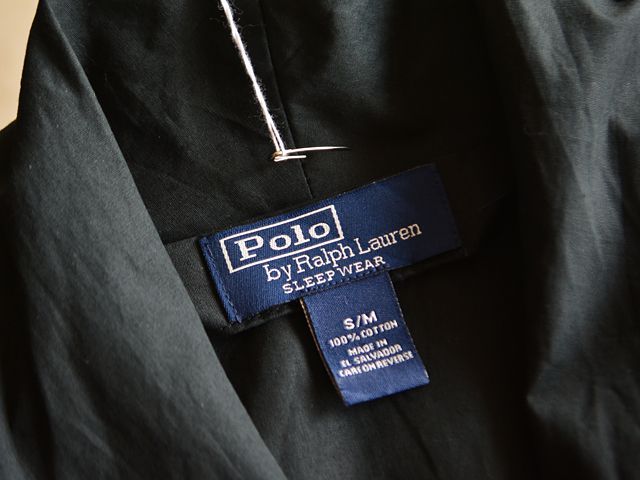 Polo
by Ralph Lauren
SLEEPWEAR
S/M
100% COTTON
MADE IN
EL SALVADOR
CARE ON REVERSE